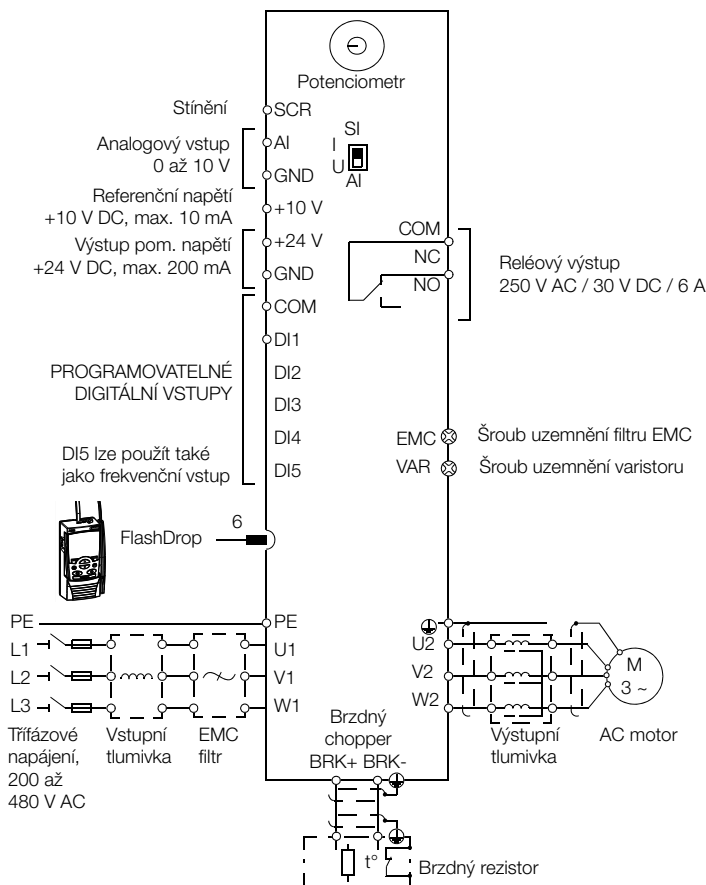 Potenciometr
Stínění
SCR
SI
Analogový vstup
0 až 10 V
AI
I
U
AI
GND
Referenční napětí
+10 V DC, max. 10 mA
+10 V
Výstup pom. napětí
+24 V DC, max. 200 mA
+24 V
GND
COM
NC
NO
Reléový výstup
250 V AC / 30 V DC / 6 A
COM
DI1
PROGRAMOVATELNÉ
DIGITÁLNÍ VSTUPY
DI2
DI3
DI4
DI5 lze použít také
jako frekvenční vstup
DI5
EMC
Šroub uzemnění filtru EMC
VAR
Šroub uzemnění varistoru
FlashDrop
6
PE
PE
L1
U1
U2
L2
V1
V2
L3
W1
W2
M
3 ~
Třífázové
napájení,
200 až
480 V AC
Vstupní
tlumivka
EMC
filtr
Brzdný
chopper
BRK+ BRK-
Výstupní
tlumivka
AC motor
t°
Brzdný rezistor